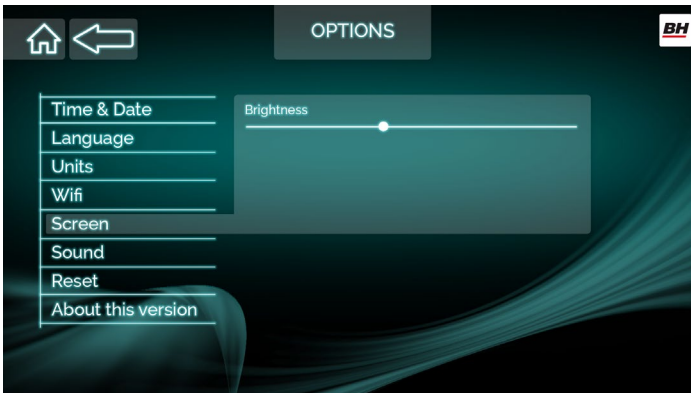 OPTIONS
BH
Time & Date
Brightness
Language
Units
Wifi
Screen
Sound
Reset
About this version